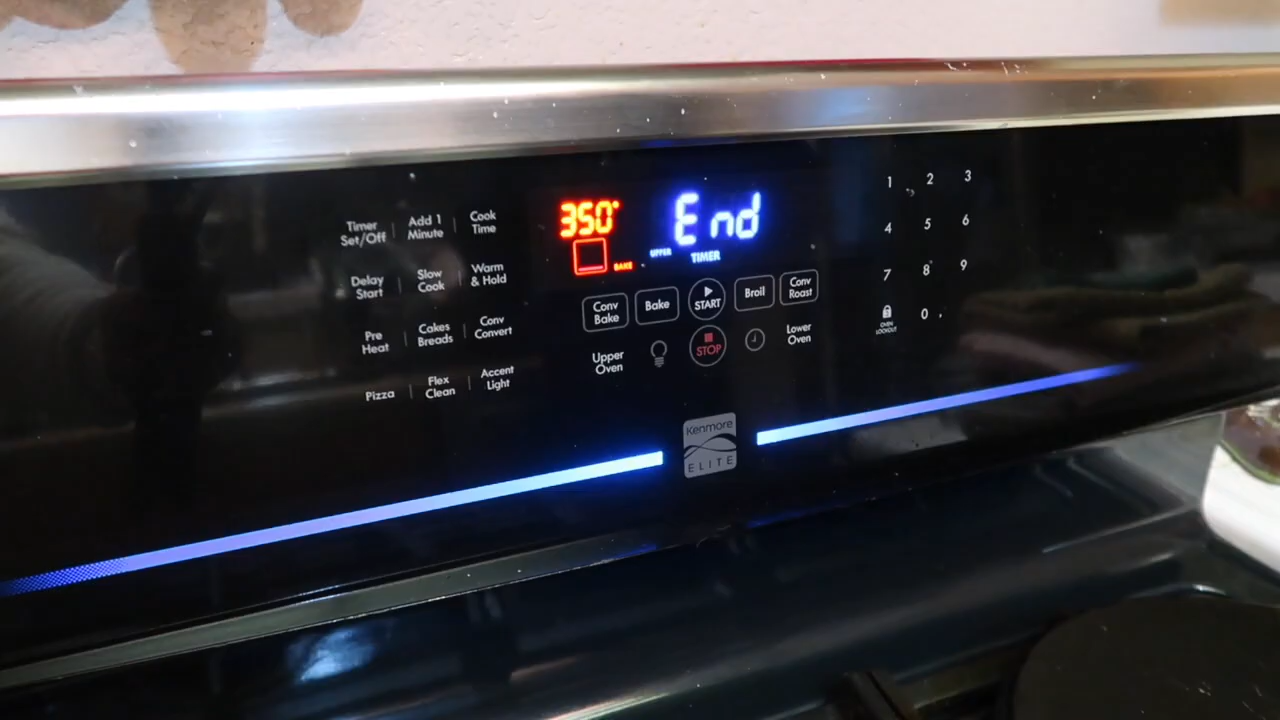 Timer Set/Off
Add 1 Minute
Cook Time
Delay Start
Slow Cook
Warm & Hold
Pre Heat
Cakes Breads
Conv Convert
Pizza
Flex Clean
Accent Light
350°
BAKE
UPPER
End
TIMER
Conv Bake
Bake
START
Broil
Conv Roast
Upper Oven
STOP
Lower Oven
1 2 3
4 5 6
7 8 9
0
OVEN LOCKOUT
Kenmore
ELITE